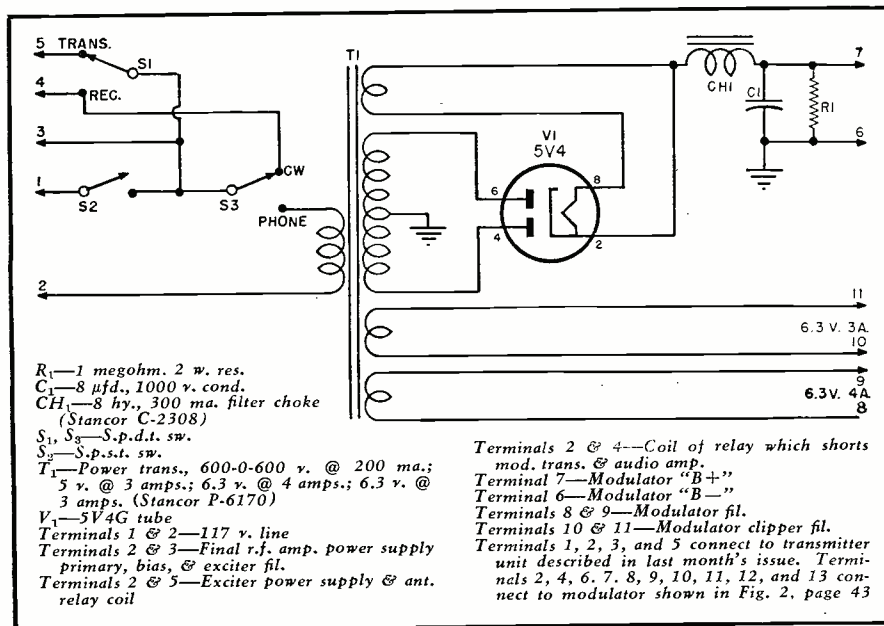 5 TRANS.
S1
4
REC.
3
CW
1
S2
S3
PHONE
2
T1
V1
5V4
6
4
8
2
CH1
C1
R1
7
6
11
6.3 V. 3A.
10
9
6.3V. 4A.
8
R₁—1 megohm. 2 w. res.
C₁—8 µfd., 1000 v. cond.
CH₁—8 hy., 300 ma. filter choke
(Stancor C-2308)
S₁, S₃—S.p.d.t. sw.
S₂—S.p.s.t. sw.
T₁—Power trans., 600-0-600 v. @ 200 ma.;
5 v. @ 3 amps.; 6.3 v. @ 4 amps.; 6.3 v. @
3 amps. (Stancor P-6170)
V₁—5V4G tube
Terminals 1 & 2—117 v. line
Terminals 2 & 3—Final r.f. amp. power supply
primary, bias, & exciter fil.
Terminals 2 & 5—Exciter power supply & ant.
relay coil
Terminals 2 & 4—Coil of relay which shorts
mod. trans. & audio amp.
Terminal 7—Modulator "B+"
Terminal 6—Modulator "B—"
Terminals 8 & 9—Modulator fil.
Terminals 10 & 11—Modulator clipper fil.
Terminals 1, 2, 3, and 5 connect to transmitter
unit described in last month's issue. Termi-
nals 2, 4, 6. 7. 8, 9, 10, 11, 12, and 13 con-
nect to modulator shown in Fig. 2, page 43